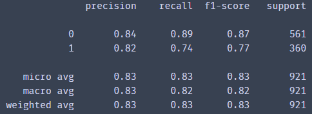 precision recall f1-score support
0 0.84 0.89 0.87 561
1 0.82 0.74 0.77 360
micro avg 0.83 0.83 0.83 921
macro avg 0.83 0.82 0.82 921
weighted avg 0.83 0.83 0.83 921